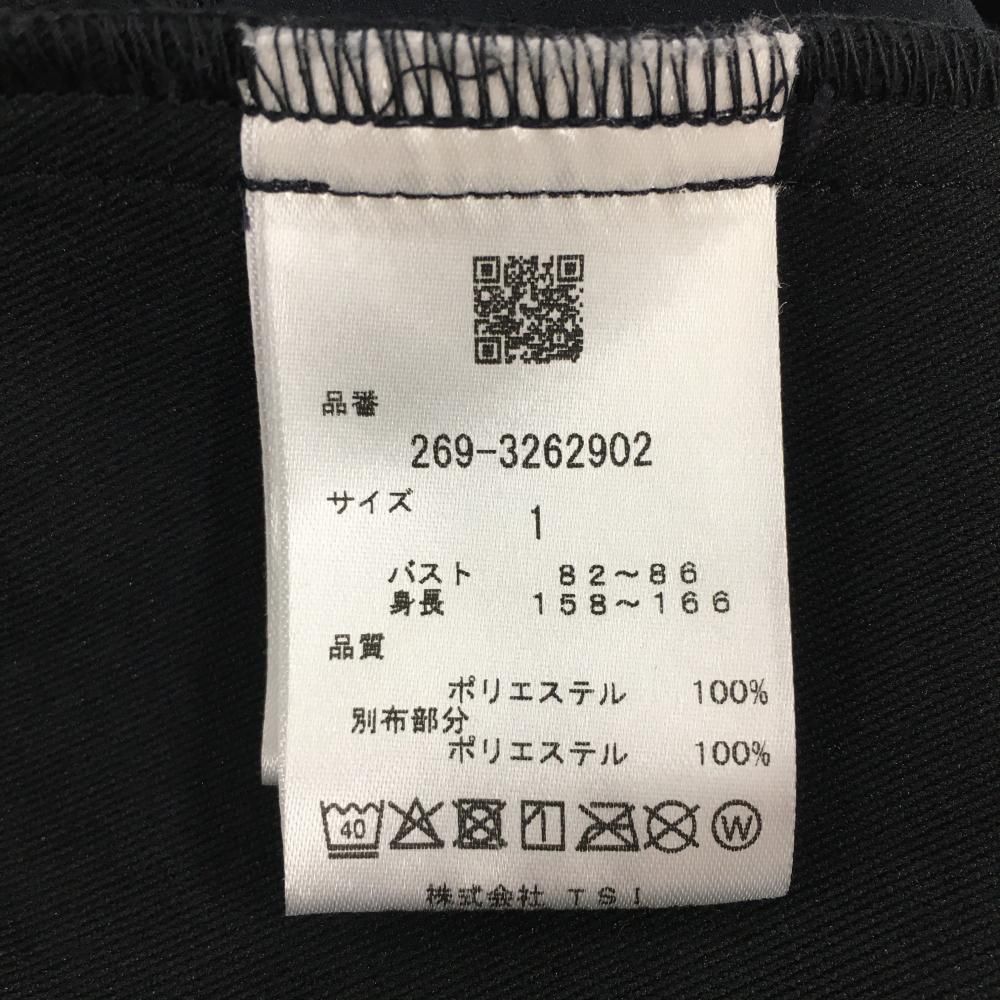 品番
269-3262902
サイズ
1
バスト 82～86
身長 158～166
品質
ポリエステル 100%
別布部分
ポリエステル 100%
40 W
株式会社 TSI